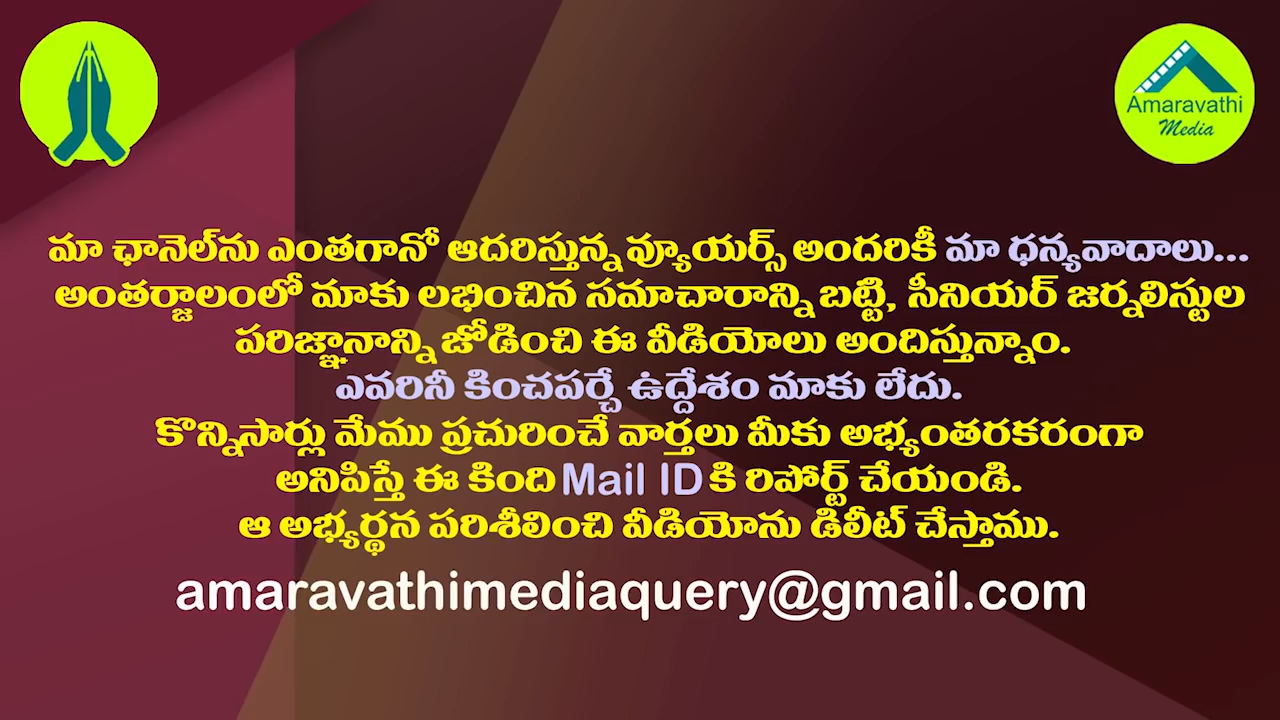 Amaravathi
Media
మా ఛానెల్‌ను ఎంతగానో ఆదరిస్తున్న వ్యూయర్స్ అందరికీ మా ధన్యవాదాలు...
అంతర్జాలంలో మాకు లభించిన సమాచారాన్ని బట్టి, సీనియర్ జర్నలిస్టుల
పరిజ్ఞానాన్ని జోడించి ఈ వీడియోలు అందిస్తున్నాం.
ఎవరినీ కించపర్చే ఉద్దేశం మాకు లేదు.
కొన్నిసార్లు మేము ప్రచురించే వార్తలు మీకు అభ్యంతరకరంగా
అనిపిస్తే ఈ కింది Mail ID కి రిపోర్ట్ చేయండి.
ఆ అభ్యర్థన పరిశీలించి వీడియోను డిలీట్ చేస్తాము.
amaravathimediaquery@gmail.com